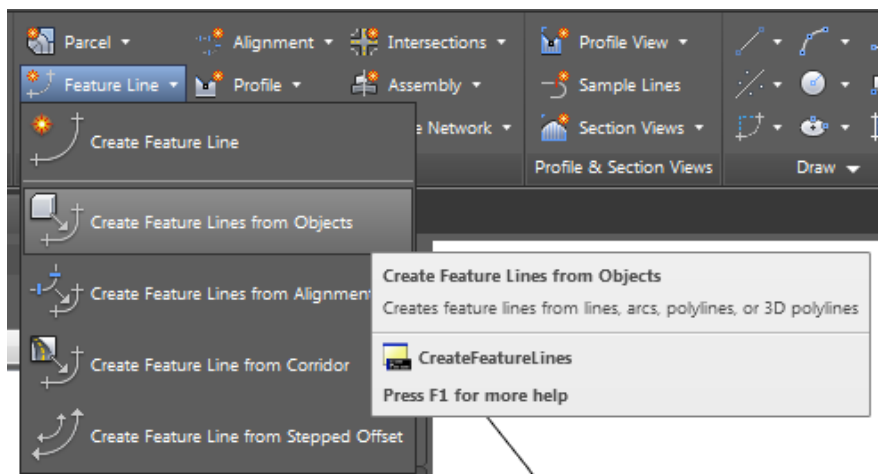 Parcel
Alignment
Intersections
Profile View
Feature Line
Profile
Assembly
Sample Lines
Create Feature Line
Network
Section Views
Profile & Section Views
Draw
Create Feature Lines from Objects
Create Feature Lines from Alignment
Create Feature Lines from Objects
Creates feature lines from lines, arcs, polylines, or 3D polylines
Create Feature Line from Corridor
CreateFeatureLines
Press F1 for more help
Create Feature Line from Stepped Offset